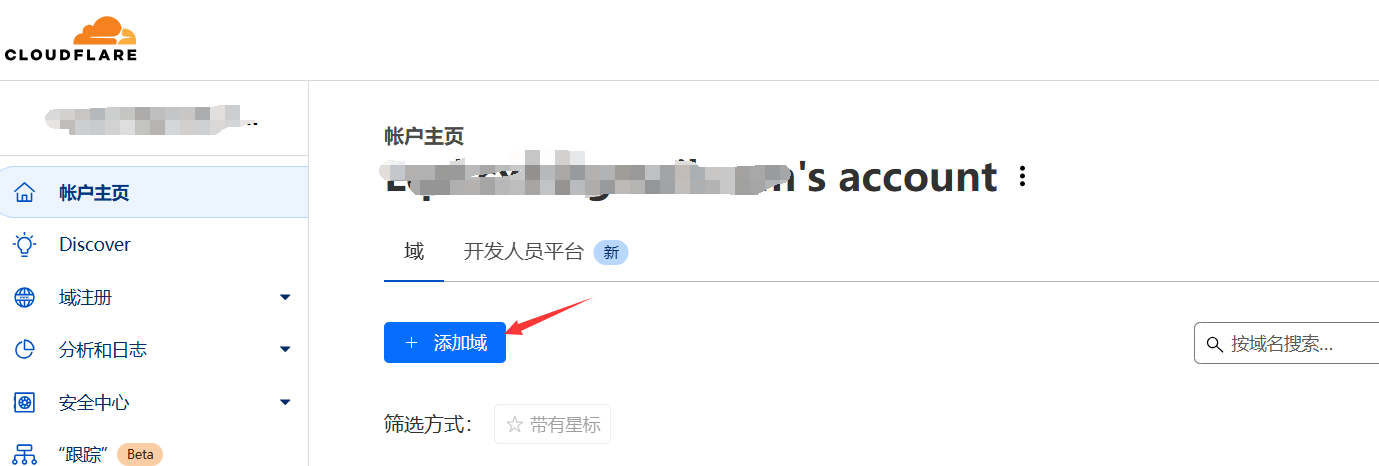 CLOUDFLARE
帐户主页
Discover
域注册
分析和日志
安全中心
“跟踪” Beta
帐户主页
's account
域 开发人员平台 新
+ 添加域
按域名搜索...
筛选方式: 带有星标